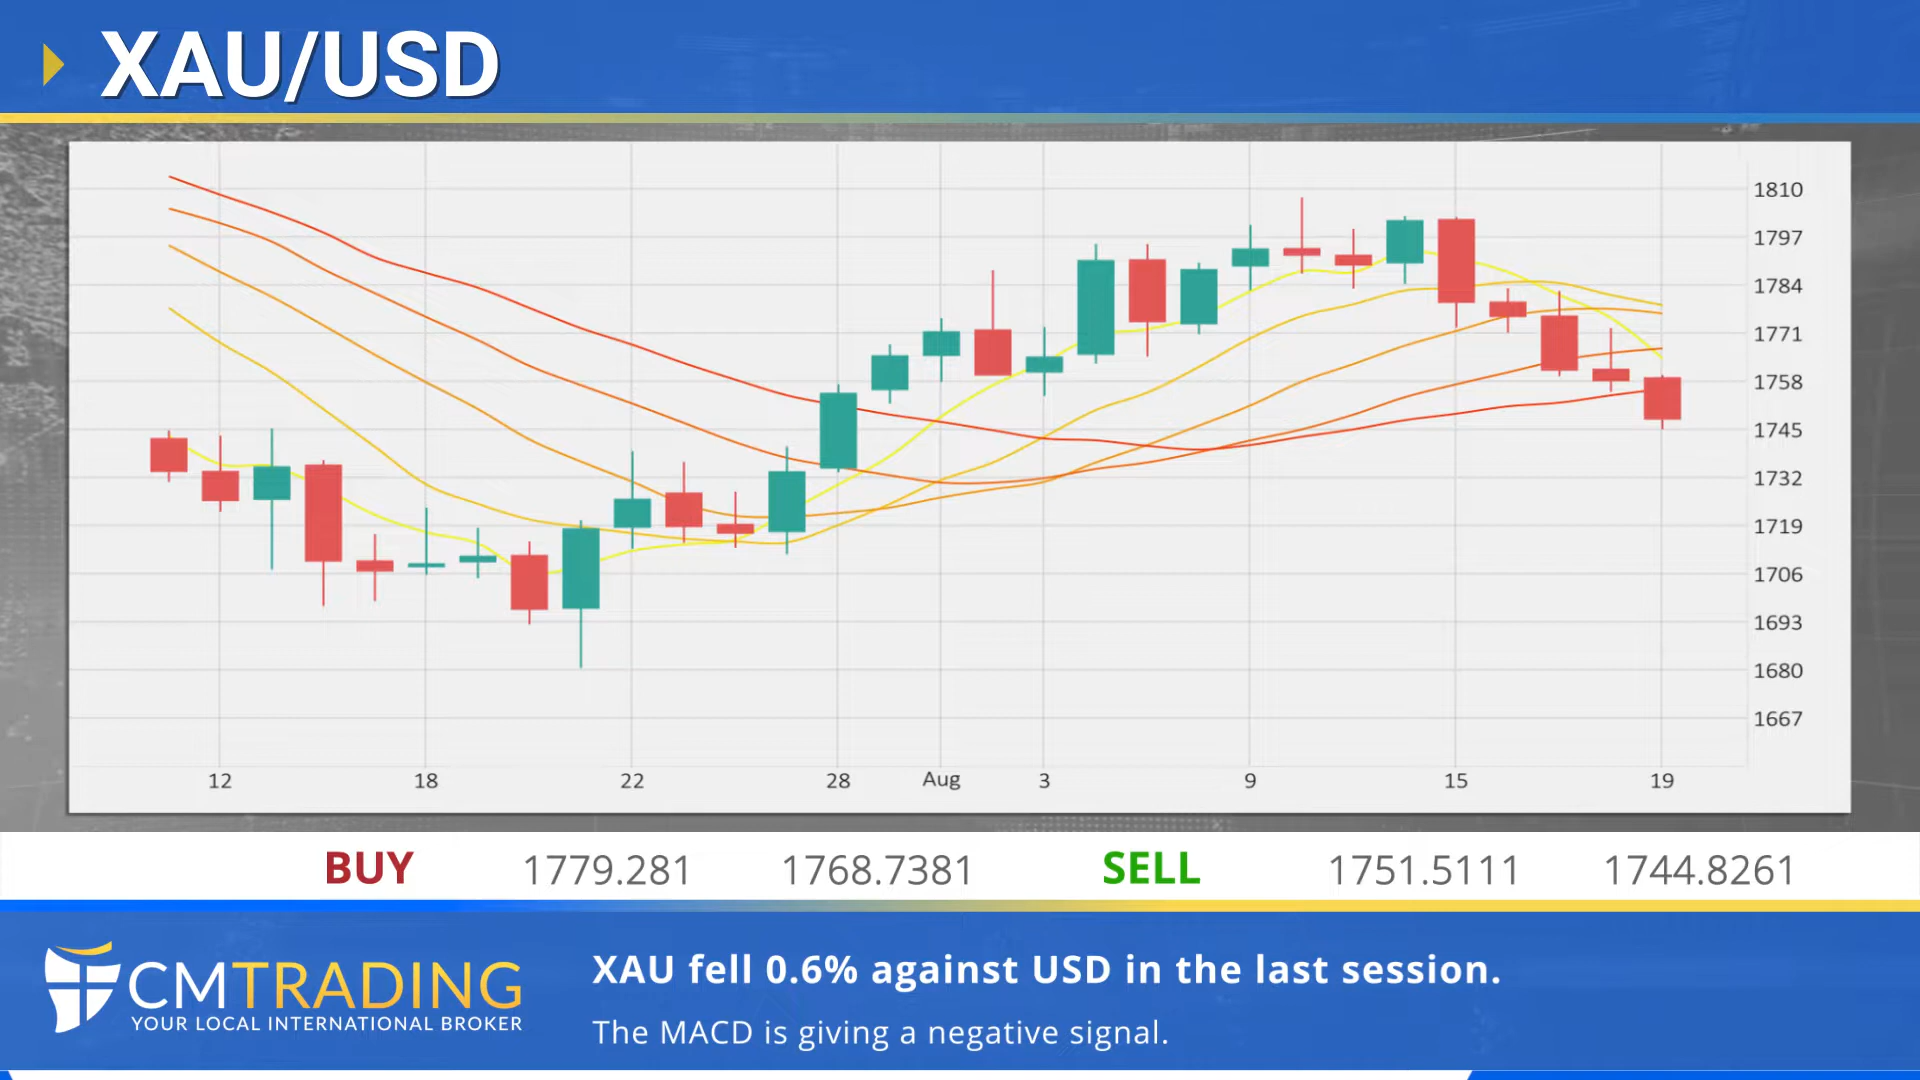 XAU/USD
1810
1797
1784
1771
1758
1745
1732
1719
1706
1693
1680
1667
12 18 22 28 Aug 3 9 15 19
BUY 1779.281 1768.7381 SELL 1751.5111 1744.8261
CMTRADING
YOUR LOCAL INTERNATIONAL BROKER
XAU fell 0.6% against USD in the last session.
The MACD is giving a negative signal.